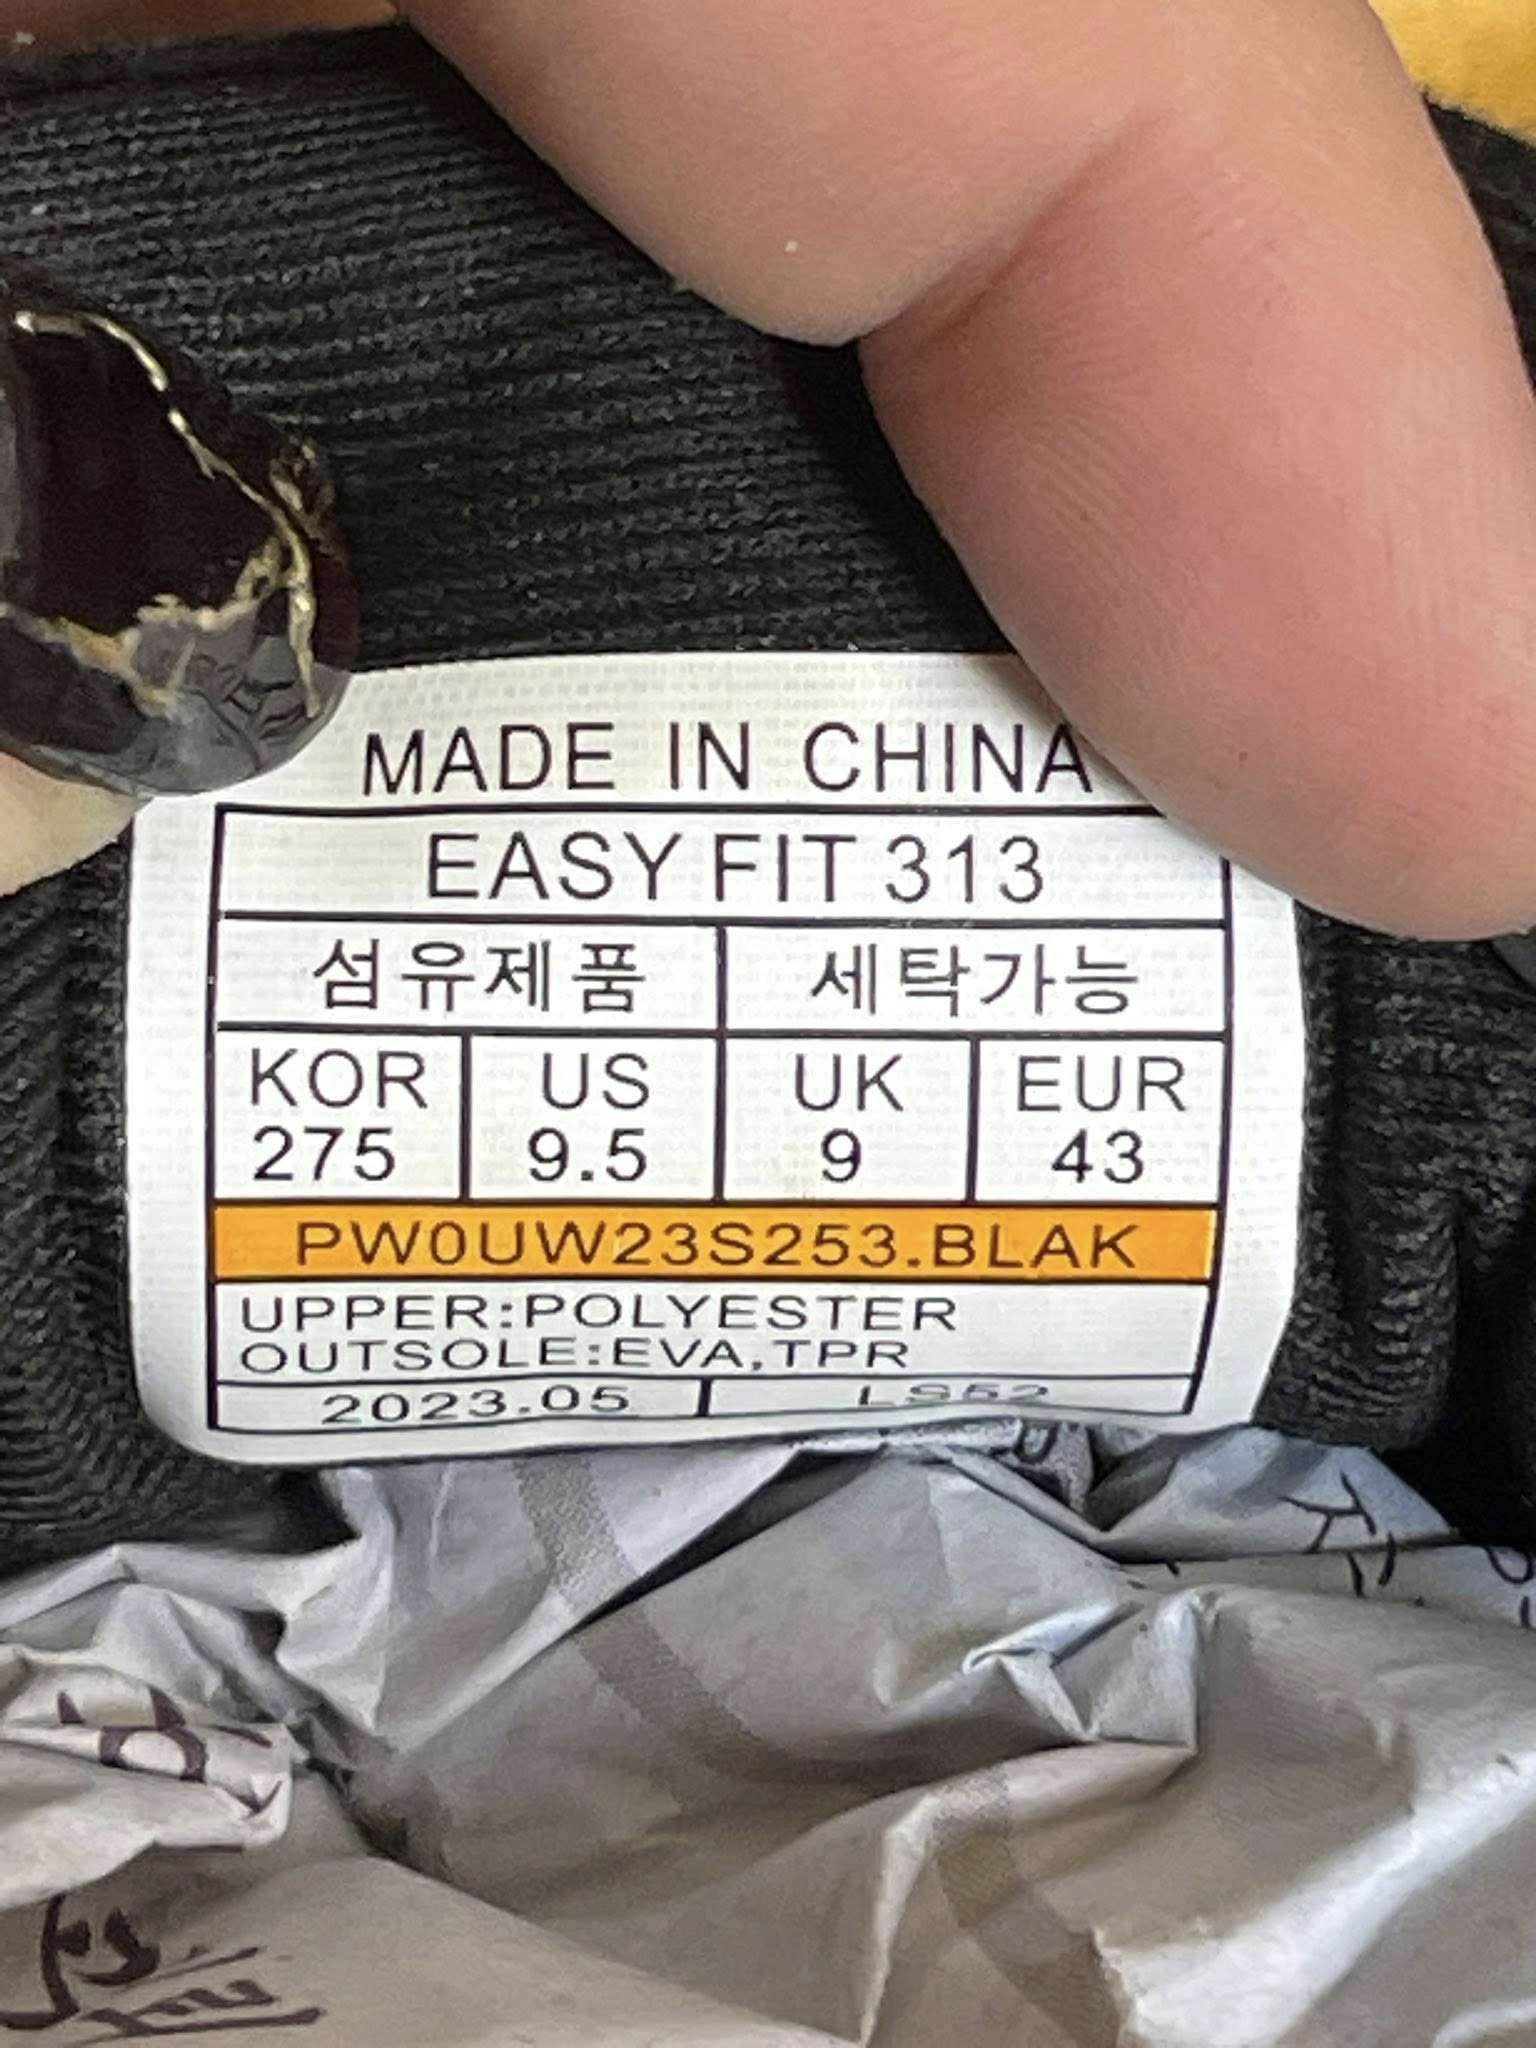 MADE IN CHINA
EASY FIT 313
섬유제품 세탁가능
KOR US UK EUR
275 9.5 9 43
PW0UW23S253.BLAK
UPPER:POLYESTER
OUTSOLE:EVA,TPR
2023.05 LS52